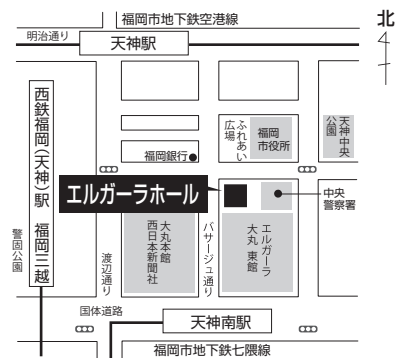 福岡市地下鉄空港線
北
明治通り
天神駅
西鉄福岡(天神)駅 福岡三越
ふれあい
広場
福岡
市役所
天神中央
公園
福岡銀行
エルガーラホール
中央
警察署
警固公園
渡辺通り
大丸本館
西日本新聞社
パサージュ通り
エルガーラ
大丸 東館
国体道路
天神南駅
福岡市地下鉄七隈線